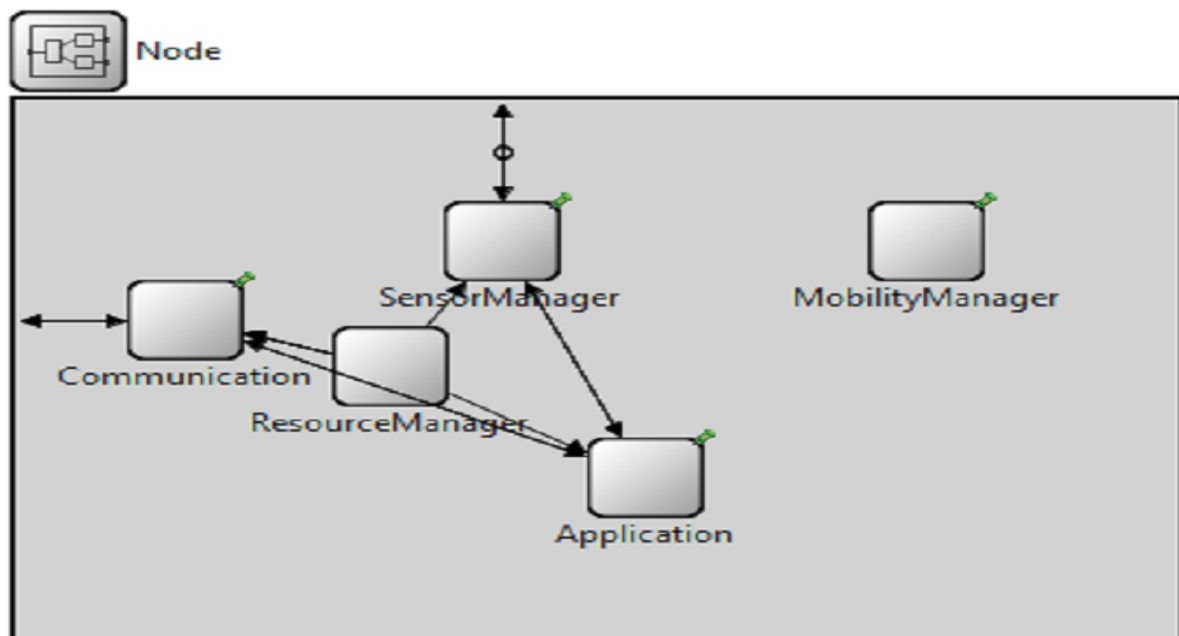 Node
SensorManager
MobilityManager
Communication
ResourceManager
Application